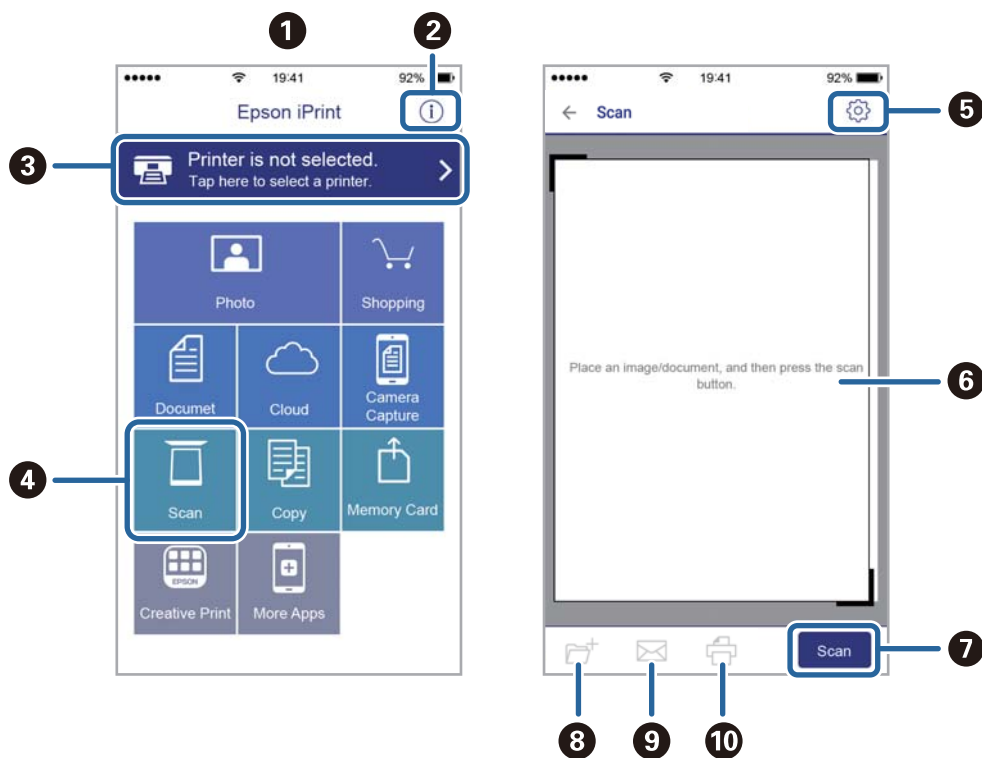 1
2
19:41
92%
Epson iPrint
i
3
Printer is not selected.
Tap here to select a printer.
Photo
Shopping
Documet
Cloud
Camera
Capture
4
Scan
Copy
Memory Card
EPSON
Creative Print
More Apps
19:41
92%
Scan
5
Place an image/document, and then press the scan
button.
6
Scan
7
8
9
10